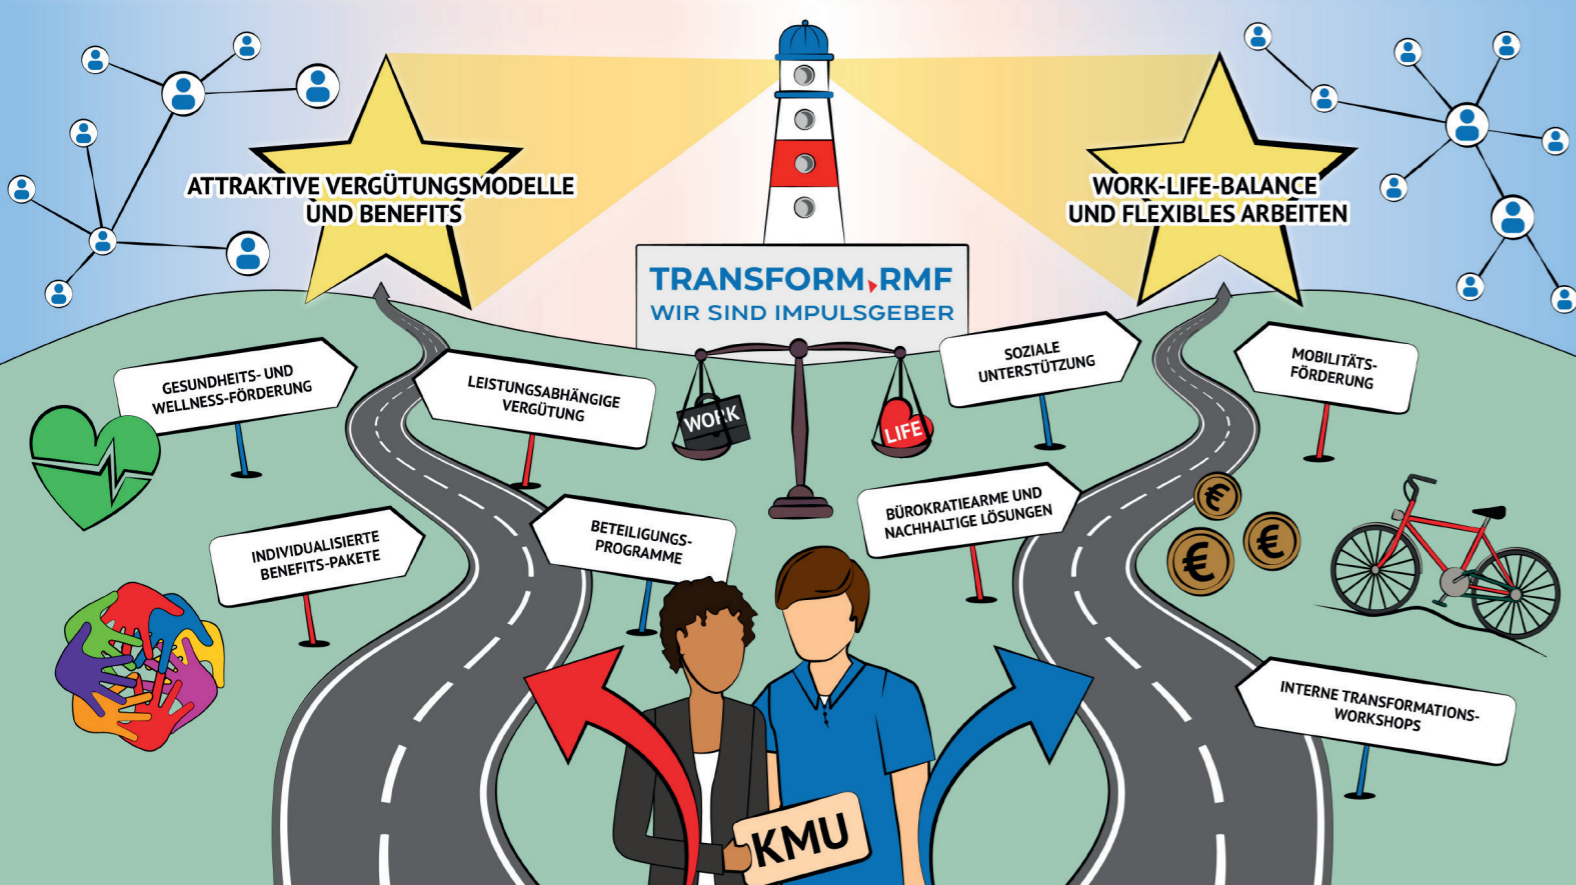 ATTRAKTIVE VERGÜTUNGSMODELLE
UND BENEFITS
WORK-LIFE-BALANCE
UND FLEXIBLES ARBEITEN
TRANSFORM.RMF
WIR SIND IMPULSGEBER
GESUNDHEITS- UND
WELLNESS-FÖRDERUNG
LEISTUNGSABHÄNGIGE
VERGÜTUNG
WORK
LIFE
SOZIALE
UNTERSTÜTZUNG
MOBILITÄTS-
FÖRDERUNG
INDIVIDUALISIERTE
BENEFITS-PAKETE
BETEILIGUNGS-
PROGRAMME
BÜROKRATIEARME UND
NACHHALTIGE LÖSUNGEN
€
€
€
INTERNE TRANSFORMATIONS-
WORKSHOPS
KMU